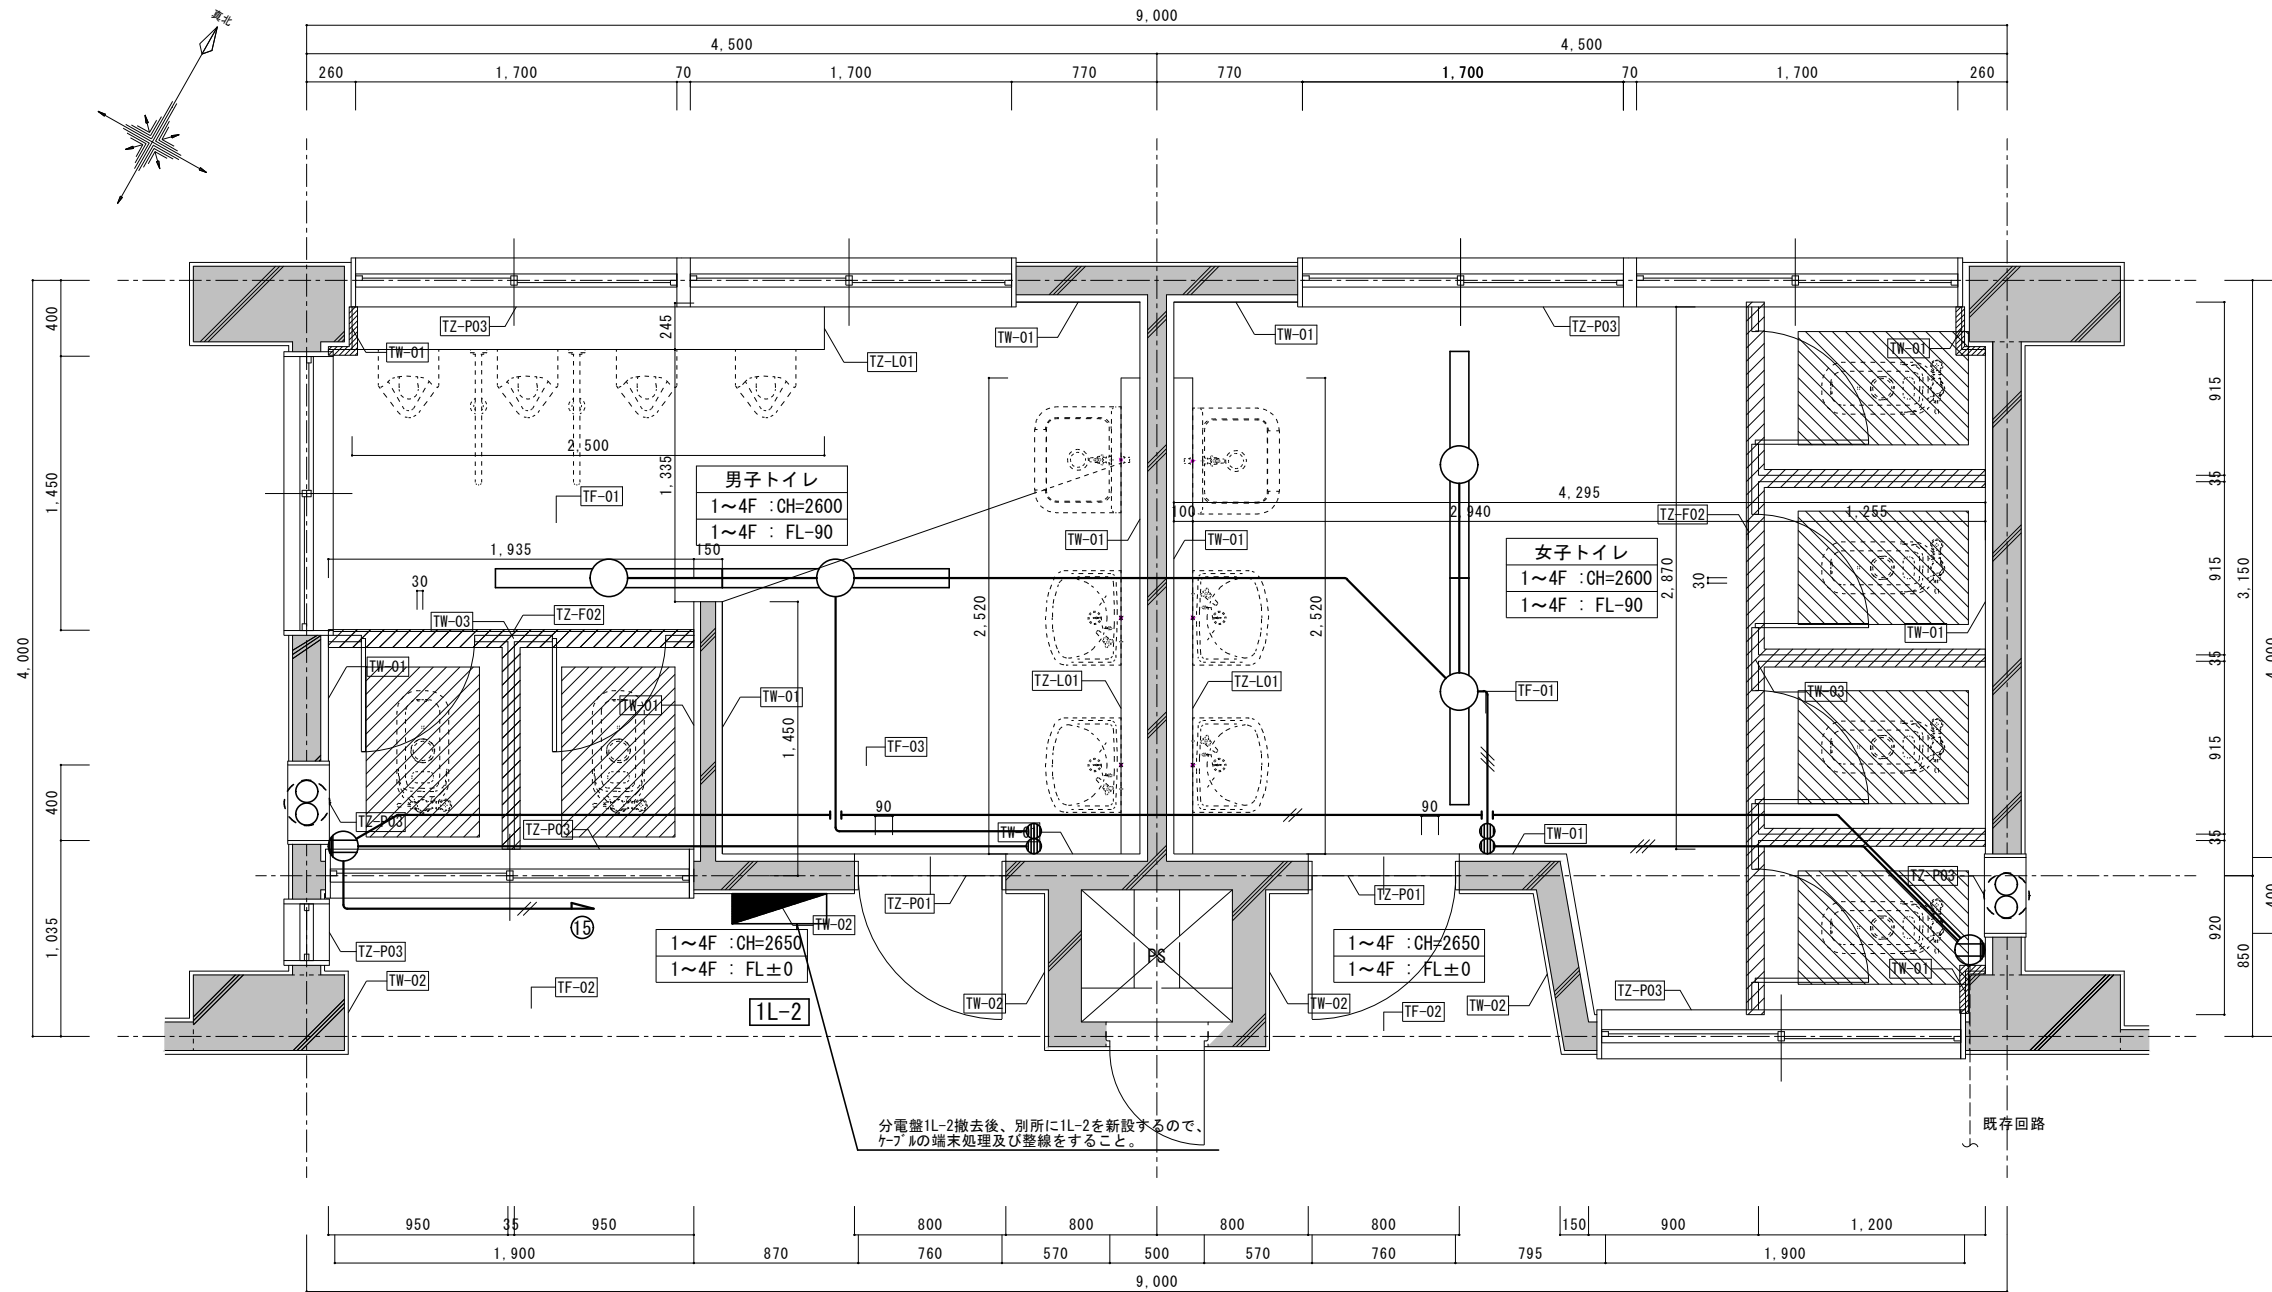 真北
9,000
4,500
4,500
260
1,700
70
1,700
770
770
1,700
70
1,700
260
400
1,450
4,000
400
1,035
TZ-P03
245
TW-01
TW-01
TZ-P03
TW-01
TZ-L01
TW-01
2,500
1,335
男子トイレ
1～4F :CH=2600
1～4F : FL-90
TF-01
4,295
100
2,940
1,255
TZ-F02
TW-01
TW-01
女子トイレ
1～4F :CH=2600
1～4F : FL-90
1,935
150
30
2,870
30
TW-03
TZ-F02
2,520
2,520
TW-01
TW-01
TW-01
TW-01
TZ-L01
TZ-L01
TF-01
TW-03
1,450
TF-03
TZ-P03
TZ-P03
90
90
TW-01
TZ-P03
TZ-P01
TZ-P01
15
TW-02
1～4F :CH=2650
1～4F : FL±0
1～4F :CH=2650
1～4F : FL±0
PS
TZ-P03
TW-01
TW-02
TF-02
TW-02
TW-02
TW-02
TZ-P03
TF-02
1L-2
分電盤1L-2撤去後、別所に1L-2を新設するので、
ｹｰﾌﾞﾙの端末処理及び整線をすること。
既存回路
915
35
915
35
915
35
920
3,150
4,000
400
850
950
35
950
800
800
800
800
150
900
1,200
1,900
870
760
570
500
570
760
795
1,900
9,000